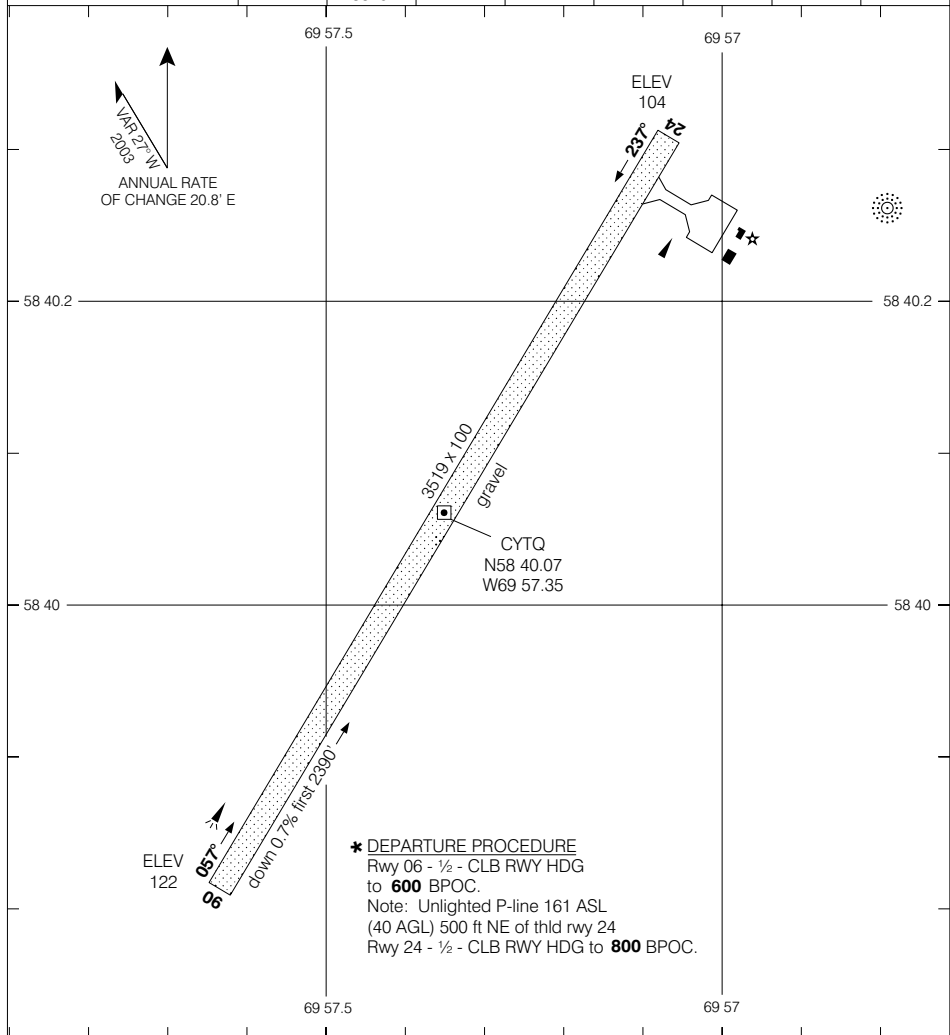 69 57.5
69 57
ELEV
104
24
237°
VAR 27° W
2003
ANNUAL RATE
OF CHANGE 20.8' E
58 40.2
58 40.2
3519 x 100
gravel
CYTQ
N58 40.07
W69 57.35
58 40
58 40
down 0.7% first 2390'
057°
ELEV
122
06
* DEPARTURE PROCEDURE
Rwy 06 - ½ - CLB RWY HDG
to 600 BPOC.
Note: Unlighted P-line 161 ASL
(40 AGL) 500 ft NE of thld rwy 24
Rwy 24 - ½ - CLB RWY HDG to 800 BPOC.
69 57.5
69 57